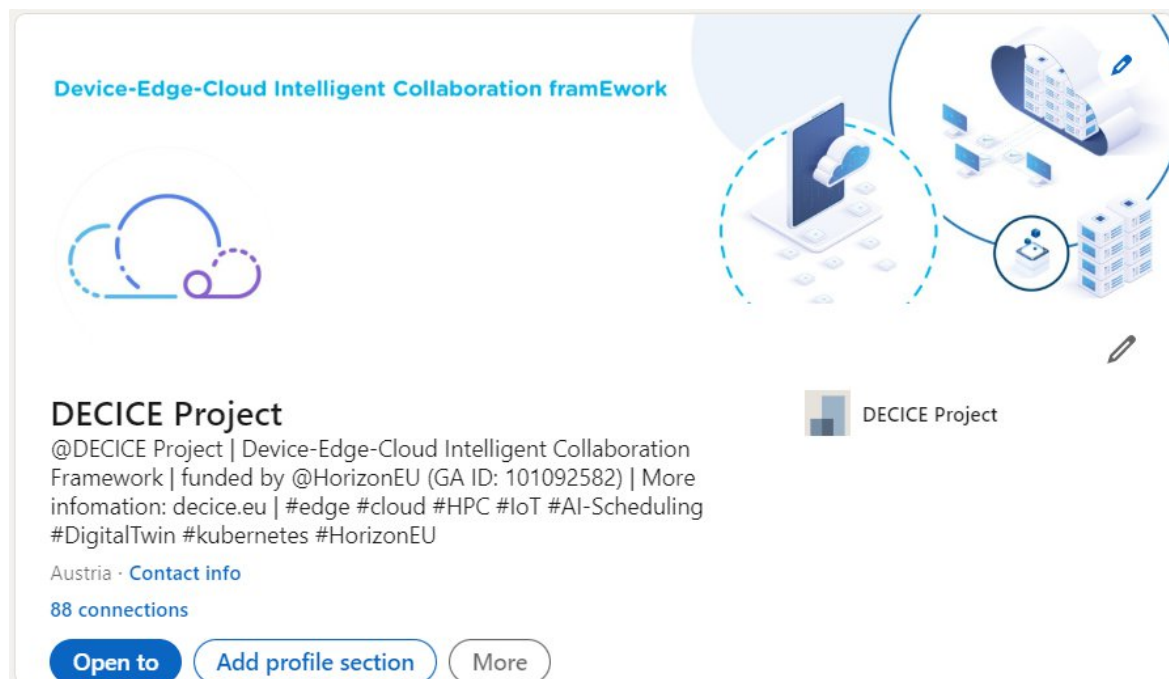 Device-Edge-Cloud Intelligent Collaboration framEwork
DECICE Project
@DECICE Project | Device-Edge-Cloud Intelligent Collaboration
Framework | funded by @HorizonEU (GA ID: 101092582) | More
infomation: decice.eu | #edge #cloud #HPC #IoT #AI-Scheduling
#DigitalTwin #kubernetes #HorizonEU
Austria · Contact info
88 connections
Open to
Add profile section
More
DECICE Project